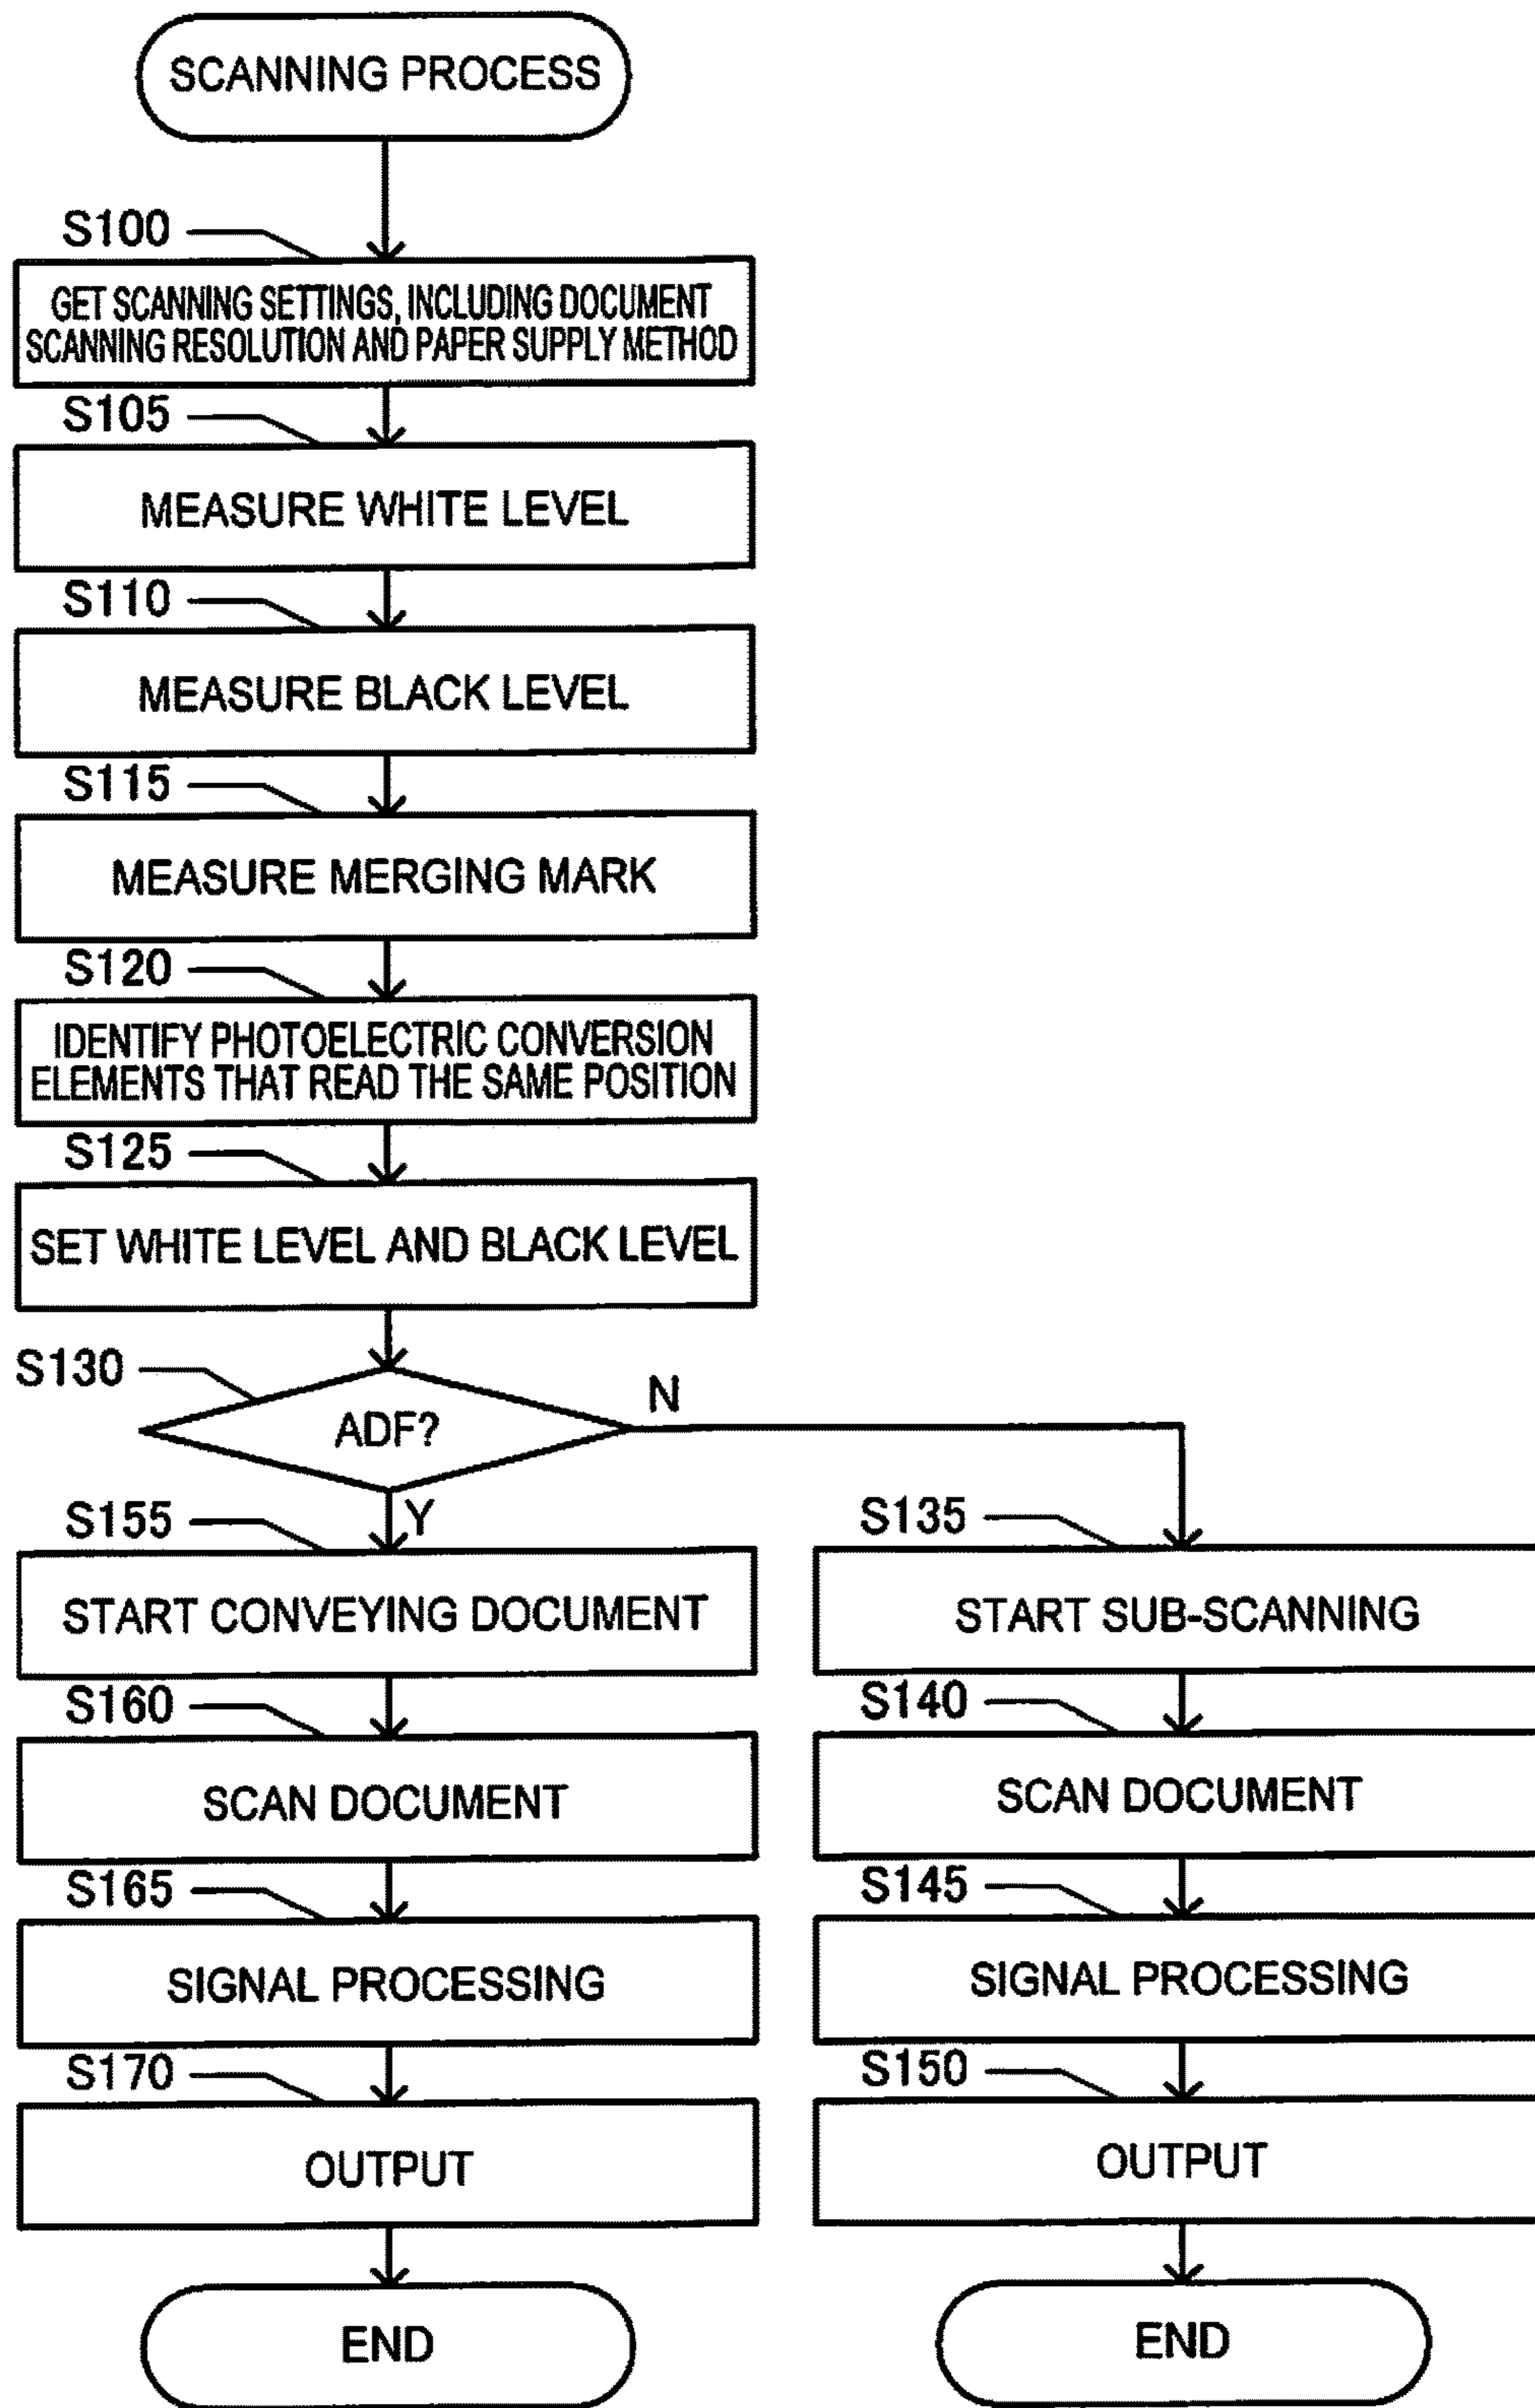 SCANNING PROCESS
S100
GET SCANNING SETTINGS, INCLUDING DOCUMENT
SCANNING RESOLUTION AND PAPER SUPPLY METHOD
S105
MEASURE WHITE LEVEL
S110
MEASURE BLACK LEVEL
S115
MEASURE MERGING MARK
S120
IDENTIFY PHOTOELECTRIC CONVERSION
ELEMENTS THAT READ THE SAME POSITION
S125
SET WHITE LEVEL AND BLACK LEVEL
S130
ADF?
N
Y
S155
START CONVEYING DOCUMENT
S160
SCAN DOCUMENT
S165
SIGNAL PROCESSING
S170
OUTPUT
END
S135
START SUB-SCANNING
S140
SCAN DOCUMENT
S145
SIGNAL PROCESSING
S150
OUTPUT
END